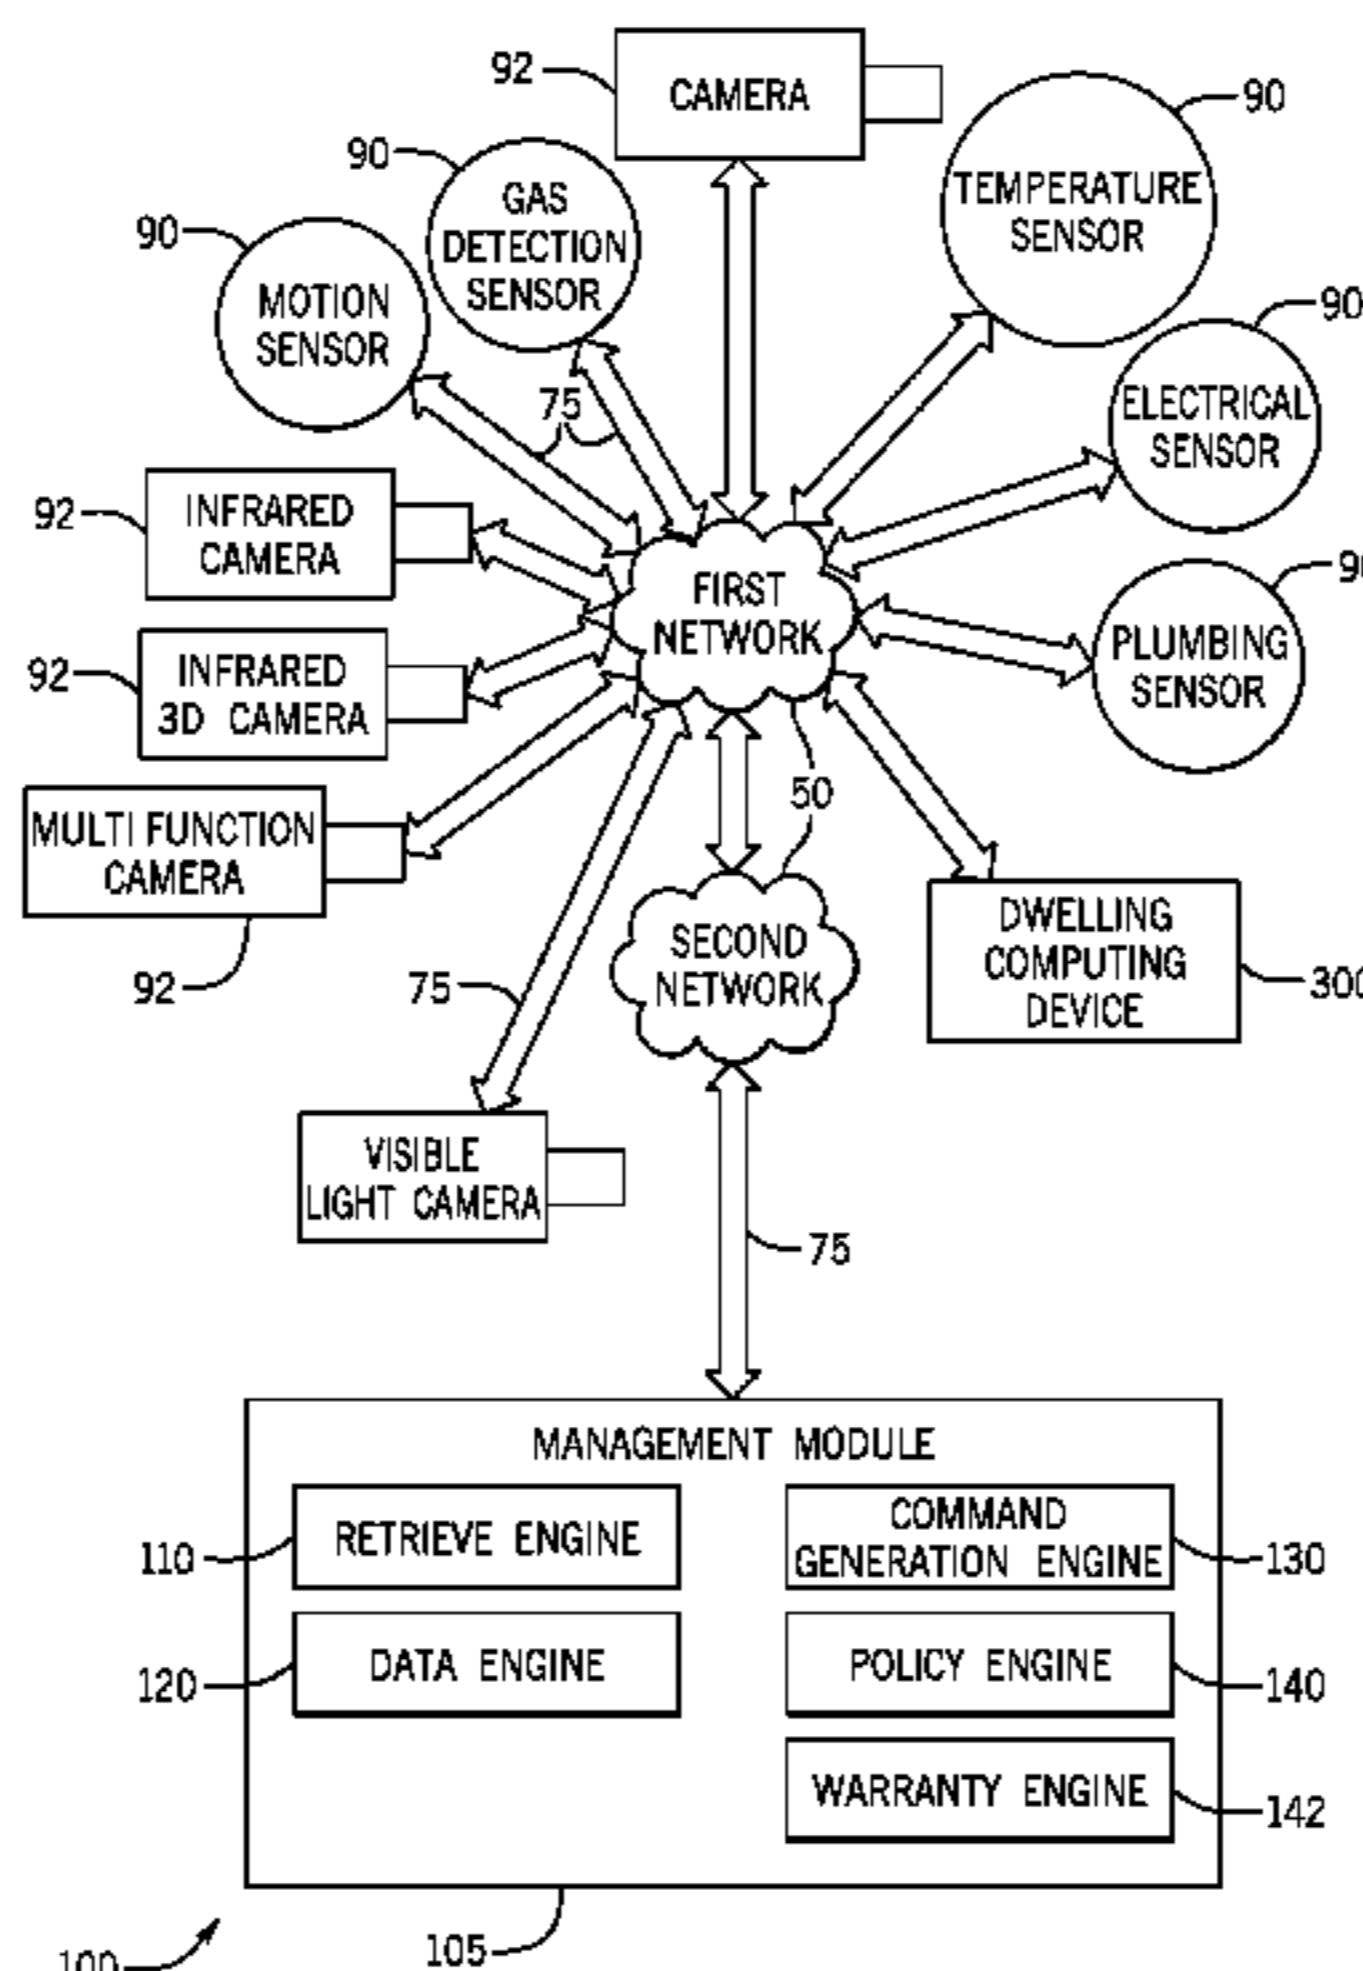 92
CAMERA
90
TEMPERATURE
SENSOR
90
GAS
DETECTION
SENSOR
90
MOTION
SENSOR
90
ELECTRICAL
SENSOR
75
92
INFRARED
CAMERA
FIRST
NETWORK
PLUMBING
SENSOR
92
INFRARED
3D CAMERA
50
MULTI FUNCTION
CAMERA
92
SECOND
NETWORK
DWELLING
COMPUTING
DEVICE
300
75
VISIBLE
LIGHT CAMERA
75
MANAGEMENT MODULE
110
RETRIEVE ENGINE
COMMAND
GENERATION ENGINE
130
120
DATA ENGINE
POLICY ENGINE
140
WARRANTY ENGINE
142
105
100